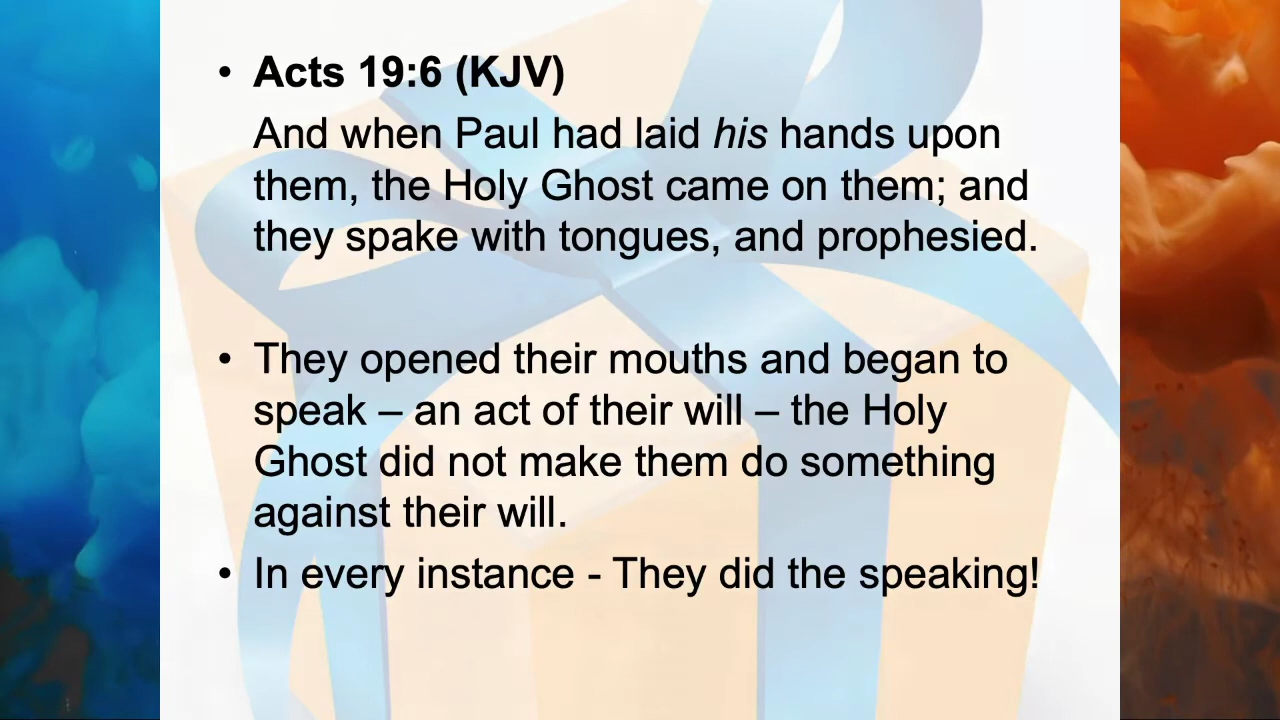 • Acts 19:6 (KJV)
And when Paul had laid his hands upon
them, the Holy Ghost came on them; and
they spake with tongues, and prophesied.
• They opened their mouths and began to
speak – an act of their will – the Holy
Ghost did not make them do something
against their will.
• In every instance - They did the speaking!